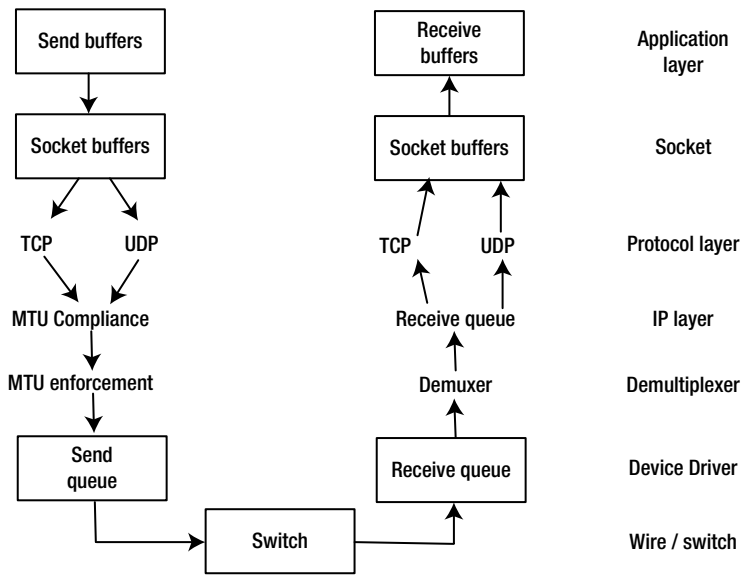 Send buffers
Receive
buffers
Application
layer
Socket buffers
Socket buffers
Socket
TCP
UDP
TCP
UDP
Protocol layer
MTU Compliance
Receive queue
IP layer
MTU enforcement
Demuxer
Demultiplexer
Send
queue
Receive queue
Device Driver
Switch
Wire / switch